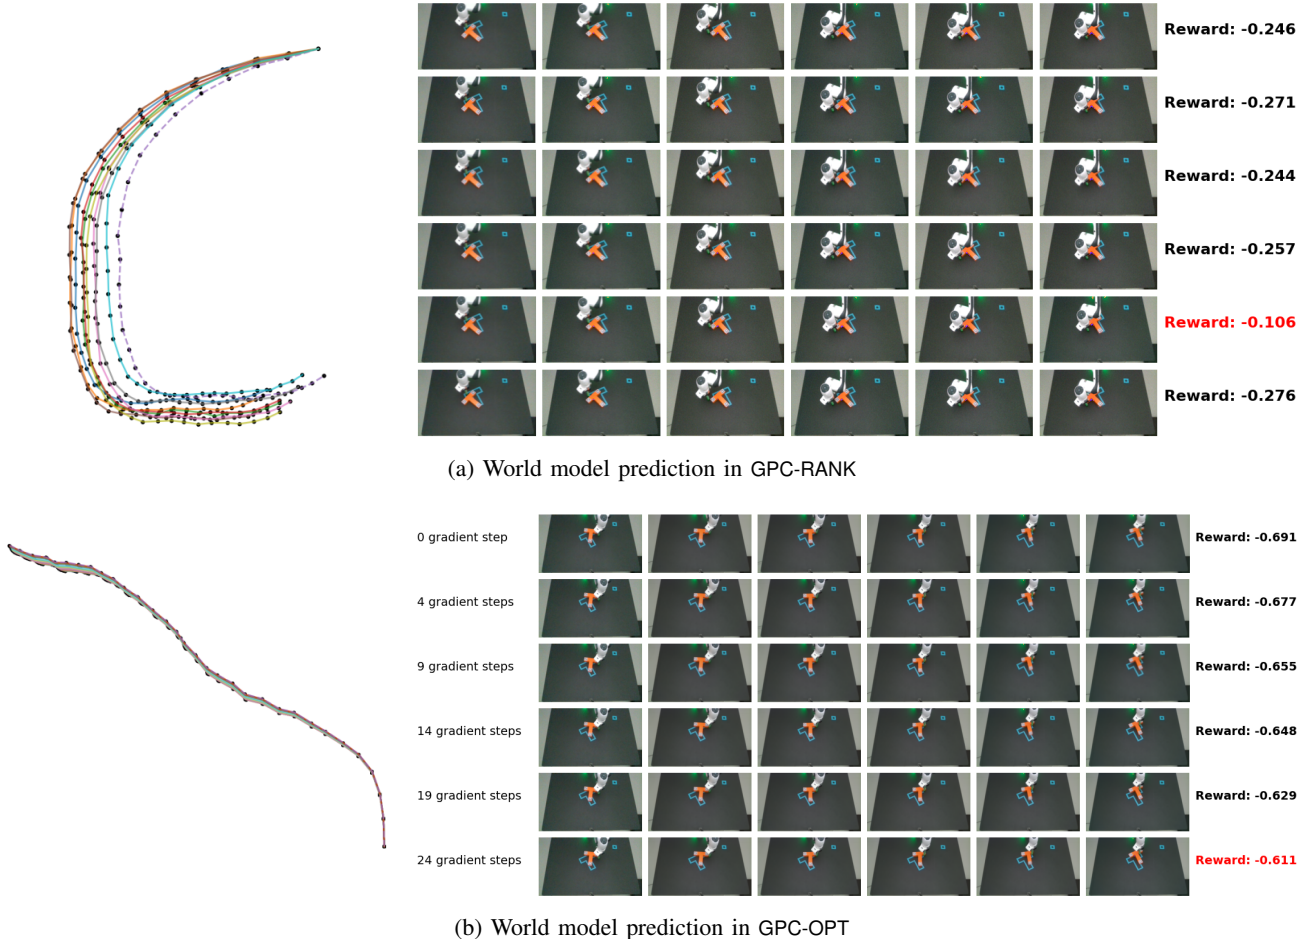 Reward: -0.246
Reward: -0.271
Reward: -0.244
Reward: -0.257
Reward: -0.106
Reward: -0.276
(a) World model prediction in GPC-RANK
0 gradient step Reward: -0.691
4 gradient steps Reward: -0.677
9 gradient steps Reward: -0.655
14 gradient steps Reward: -0.648
19 gradient steps Reward: -0.629
24 gradient steps Reward: -0.611
(b) World model prediction in GPC-OPT